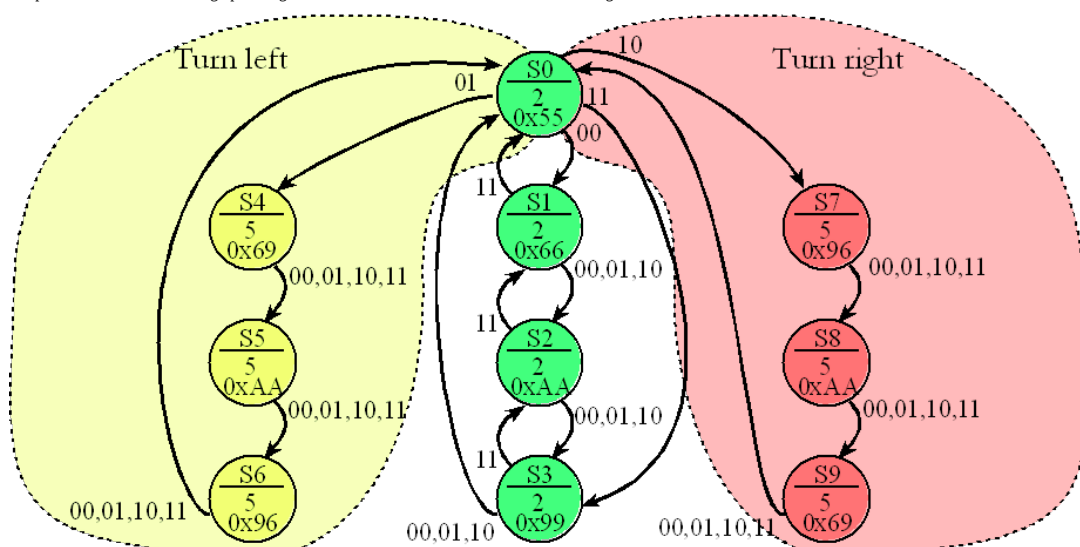 Turn left
Turn right
10
01
11
00
S0
2
0x55
11
S4
5
0x69
S1
2
0x66
S7
5
0x96
00,01,10,11
00,01,10
00,01,10,11
11
S5
5
0xAA
S2
2
0xAA
S8
5
0xAA
00,01,10,11
00,01,10
00,01,10,11
11
S6
5
0x96
S3
2
0x99
S9
5
0x69
00,01,10,11
00,01,10
00,01,10,11